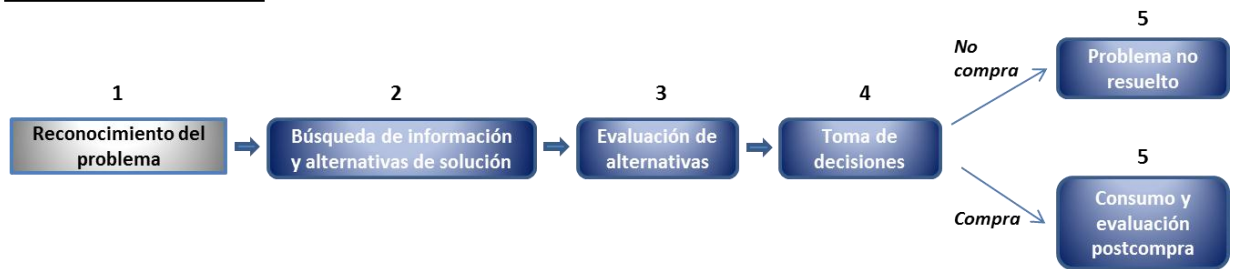 1
Reconocimiento del
problema
2
Búsqueda de información
y alternativas de solución
3
Evaluación de
alternativas
4
Toma de
decisiones
No
compra
5
Problema no
resuelto
Compra
5
Consumo y
evaluación
postcompra